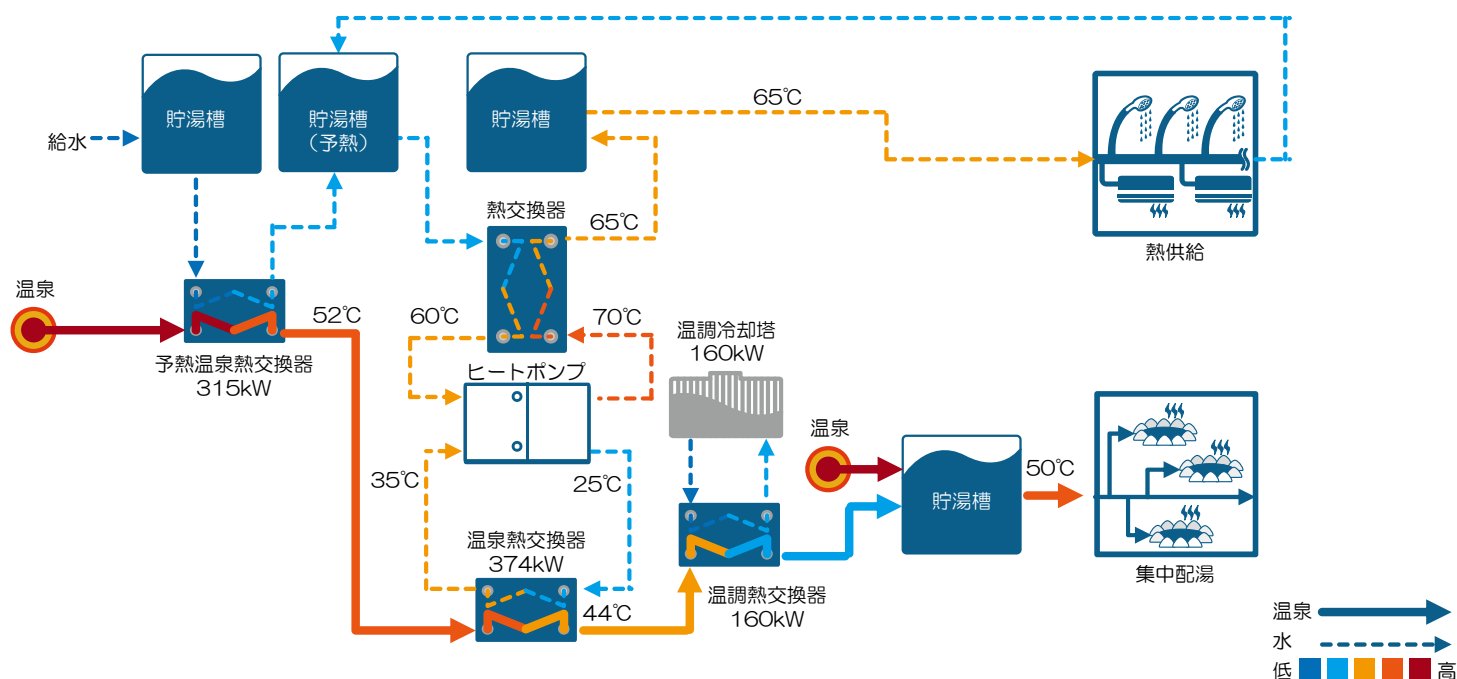 貯湯槽
貯湯槽
（予熱）
貯湯槽
65℃
給水
熱交換器
65℃
熱供給
温泉
52℃
60℃
70℃
温調冷却塔
160kW
予熱温泉熱交換器
315kW
ヒートポンプ
温泉
35℃
25℃
貯湯槽
50℃
温泉熱交換器
374kW
44℃
温調熱交換器
160kW
集中配湯
温泉
水
低
高